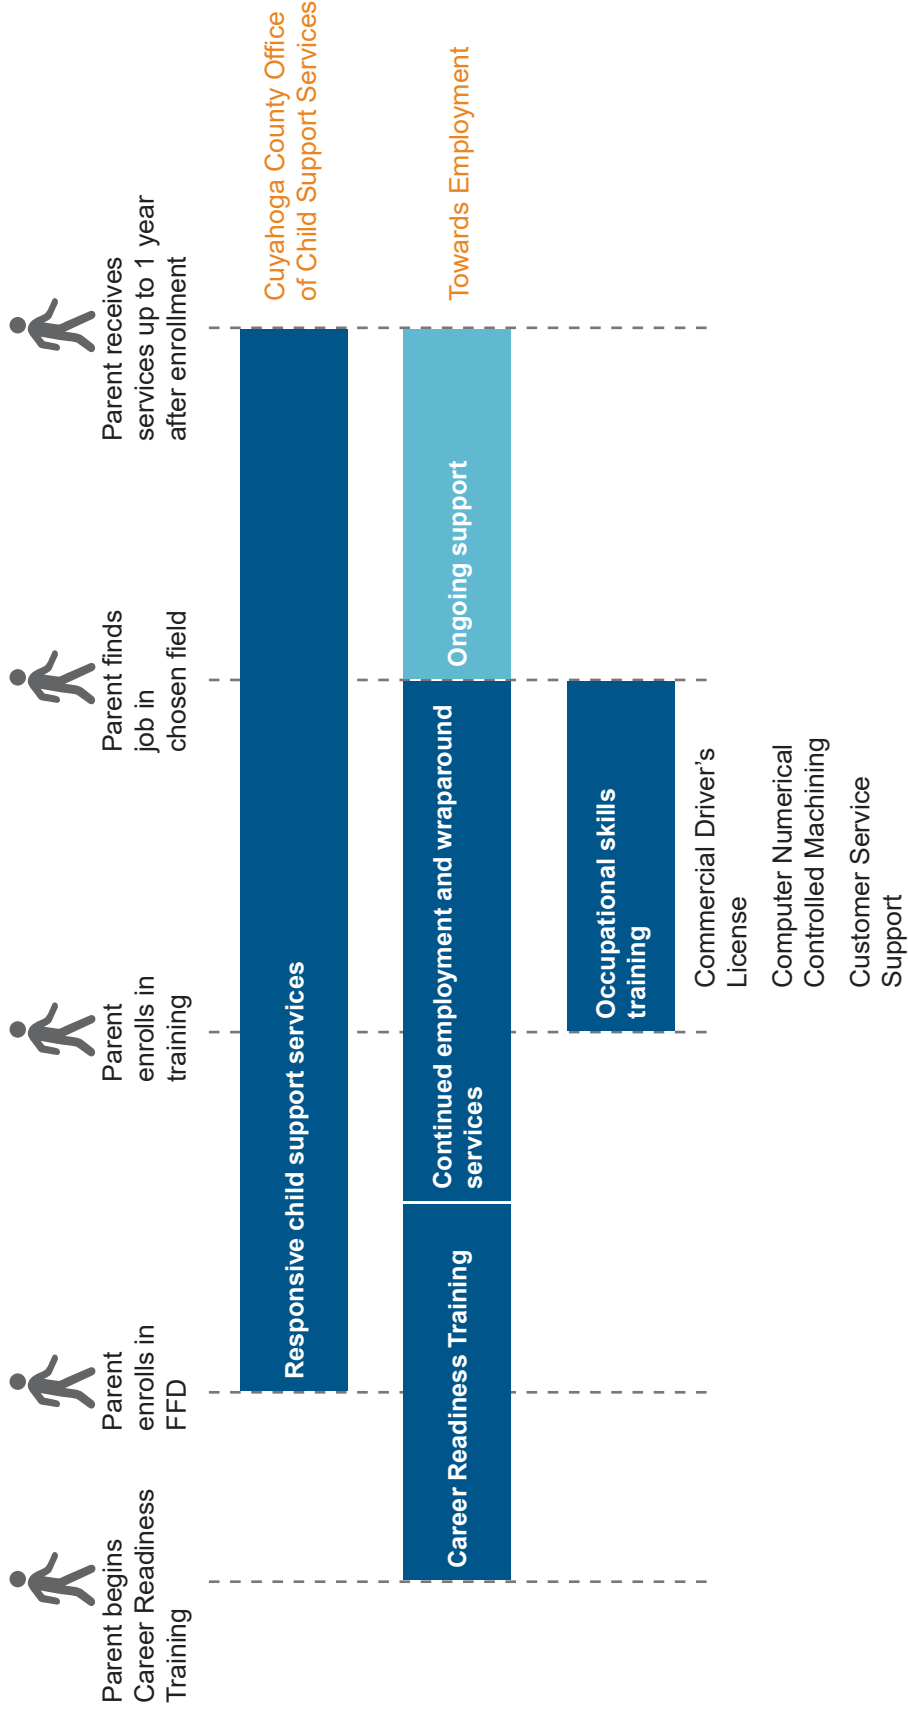 Parent begins
Career Readiness
Training
Parent
enrolls in
FFD
Parent
enrolls in
training
Parent finds
job in
chosen field
Parent receives
services up to 1 year
after enrollment
Responsive child support services
Cuyahoga County Office
of Child Support Services
Career Readiness Training
Continued employment and wraparound
services
Ongoing support
Towards Employment
Occupational skills
training
Commercial Driver’s
License
Computer Numerical
Controlled Machining
Customer Service
Support